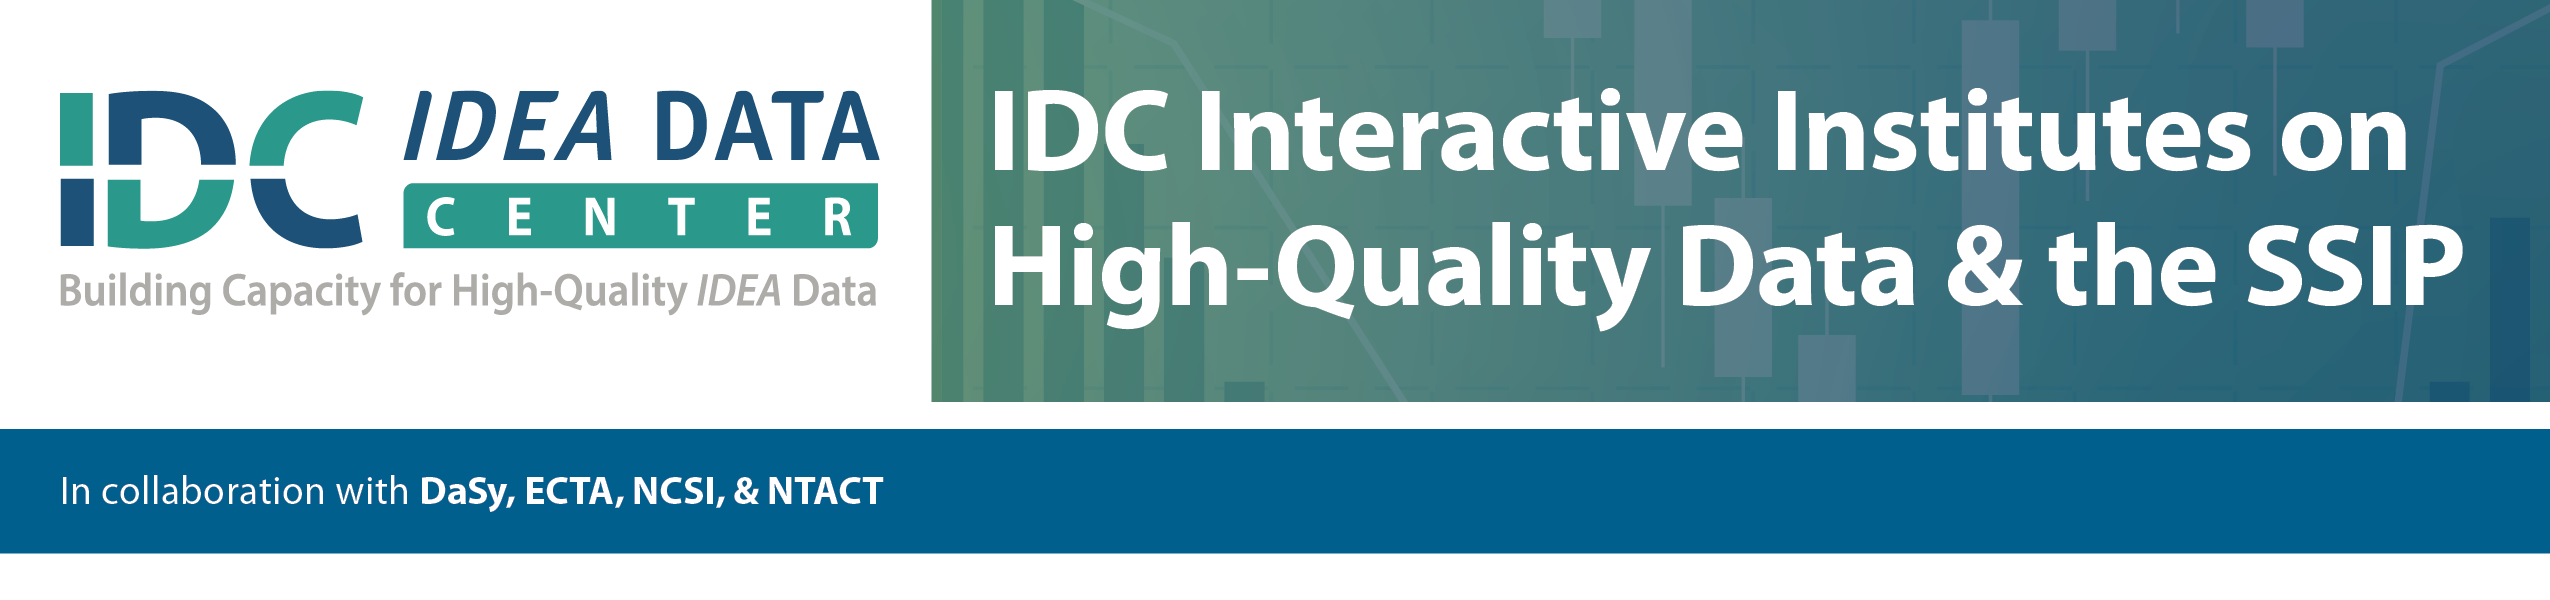 IDC IDEA DATA
CENTER
Building Capacity for High-Quality IDEA Data
IDC Interactive Institutes on
High-Quality Data & the SSIP
In collaboration with DaSy, ECTA, NCSI, & NTACT